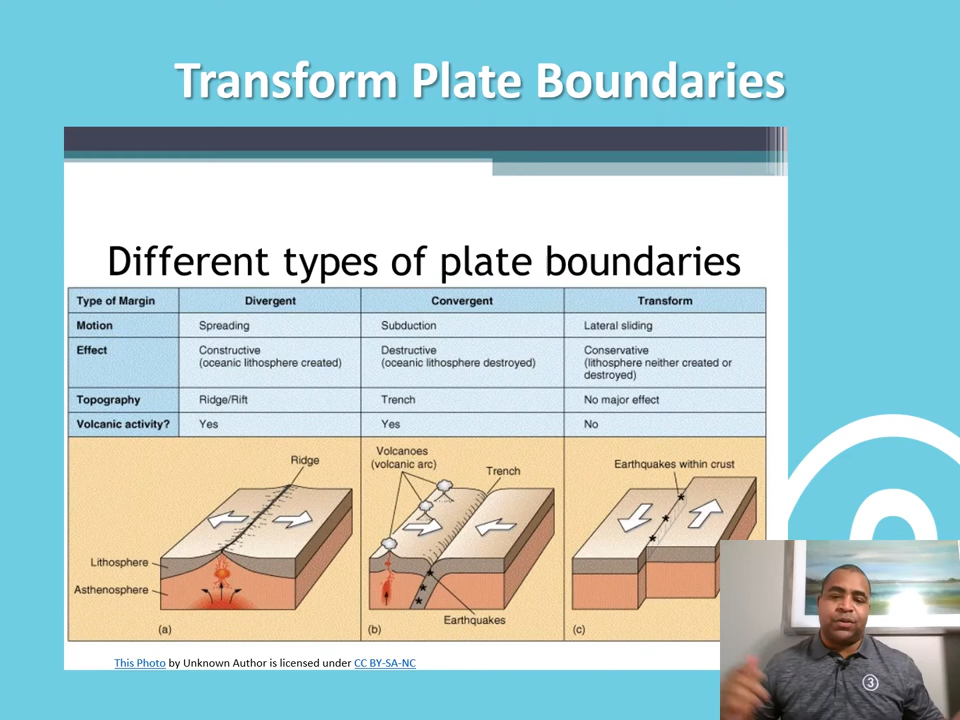 Transform Plate Boundaries
Different types of plate boundaries
Type of Margin Divergent Convergent Transform
Motion Spreading Subduction Lateral sliding
Effect Constructive Destructive Conservative
(oceanic lithosphere created) (oceanic lithosphere destroyed) (lithosphere neither created or
destroyed)
Topography Ridge/Rift Trench No major effect
Volcanic activity? Yes Yes No
Ridge
Lithosphere
Asthenosphere
(a)
Volcanoes
(volcanic arc)
Trench
Earthquakes
(b)
Earthquakes within crust
(c)
This Photo by Unknown Author is licensed under CC BY-SA-NC
3